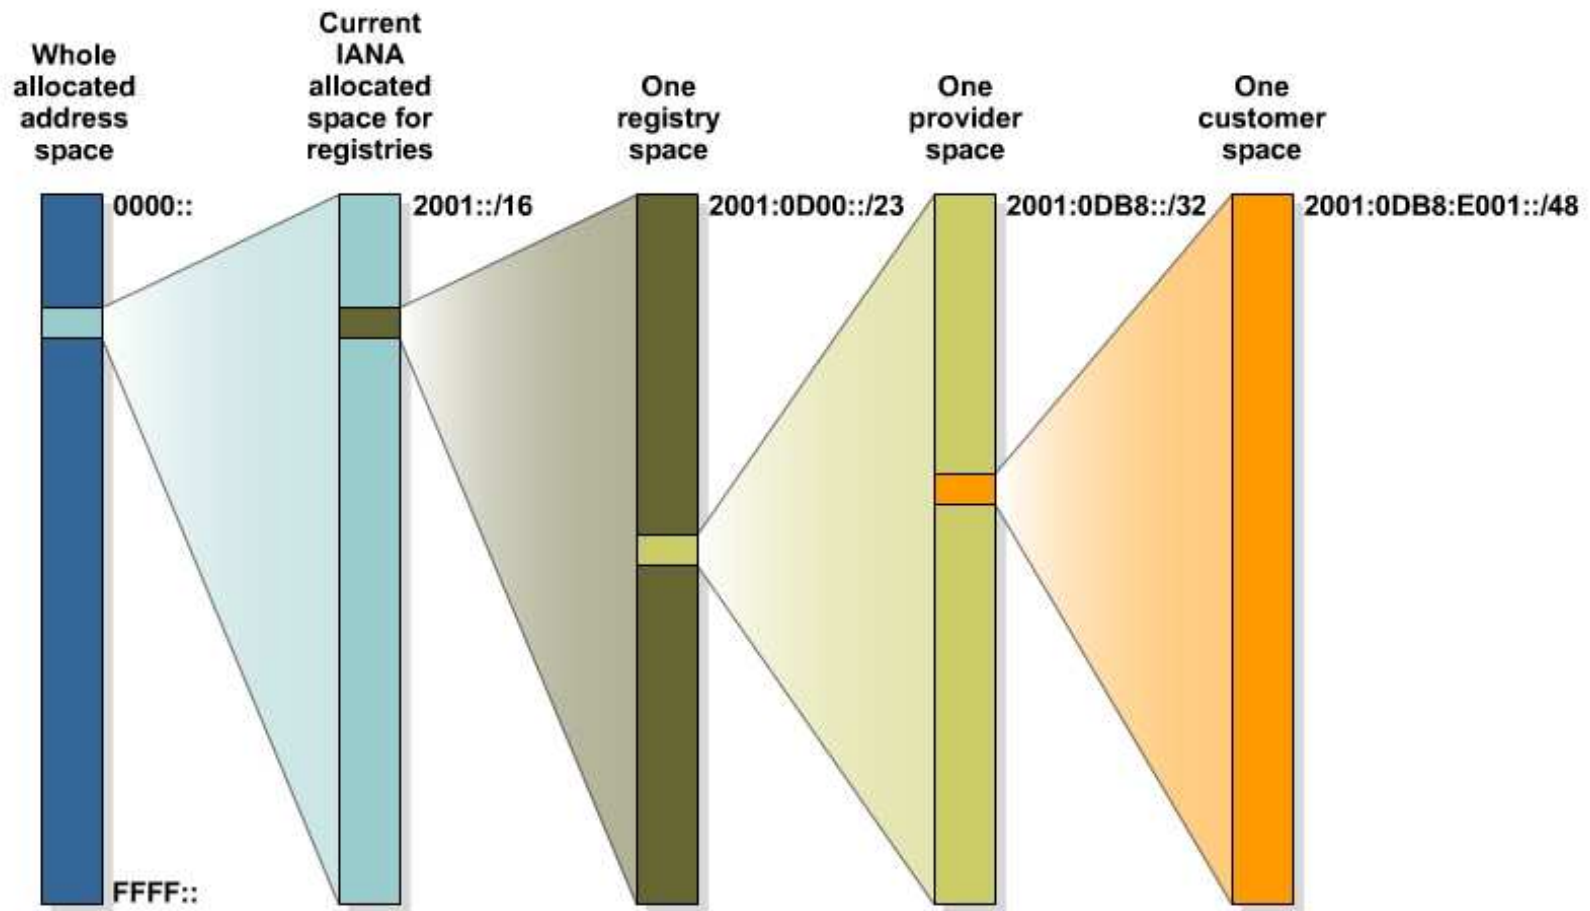 Whole
allocated
address
space
Current
IANA
allocated
space for
registries
One
registry
space
One
provider
space
One
customer
space
0000::
2001::/16
2001:0D00::/23
2001:0DB8::/32
2001:0DB8:E001::/48
FFFF::